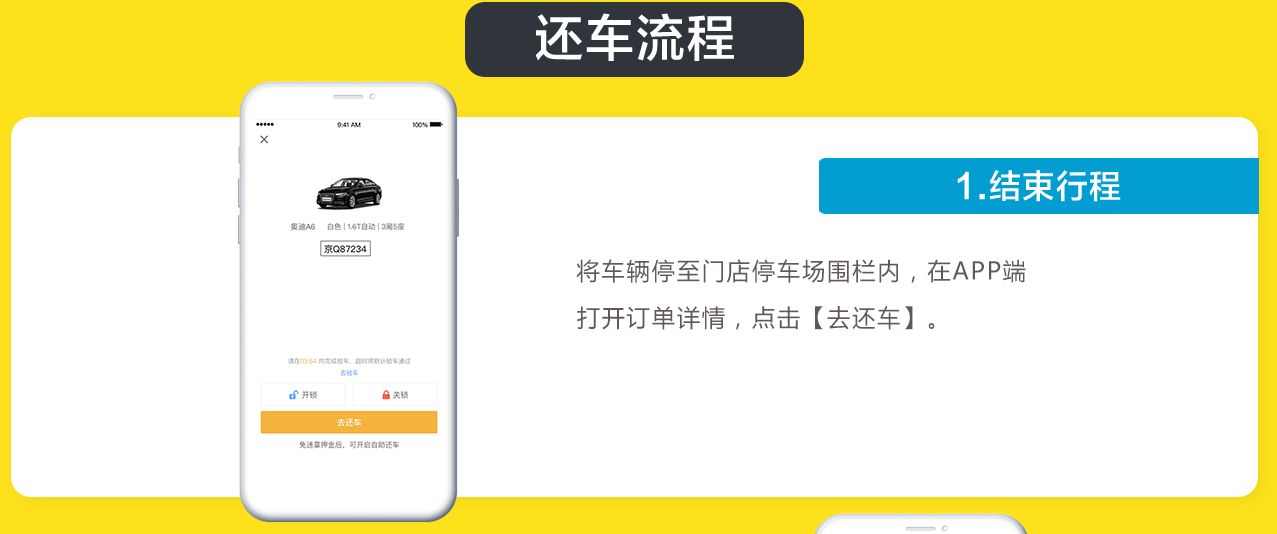 还车流程
9:41 AM
100%
奥迪A6 白色 | 1.6T自动 | 3厢5座
京Q87234
请在03:54 内完成验车，超时将默认验车通过
去验车
开锁 关锁
去还车
免违章押金后，可开启自助还车
1.结束行程
将车辆停至门店停车场围栏内，在APP端
打开订单详情，点击【去还车】。